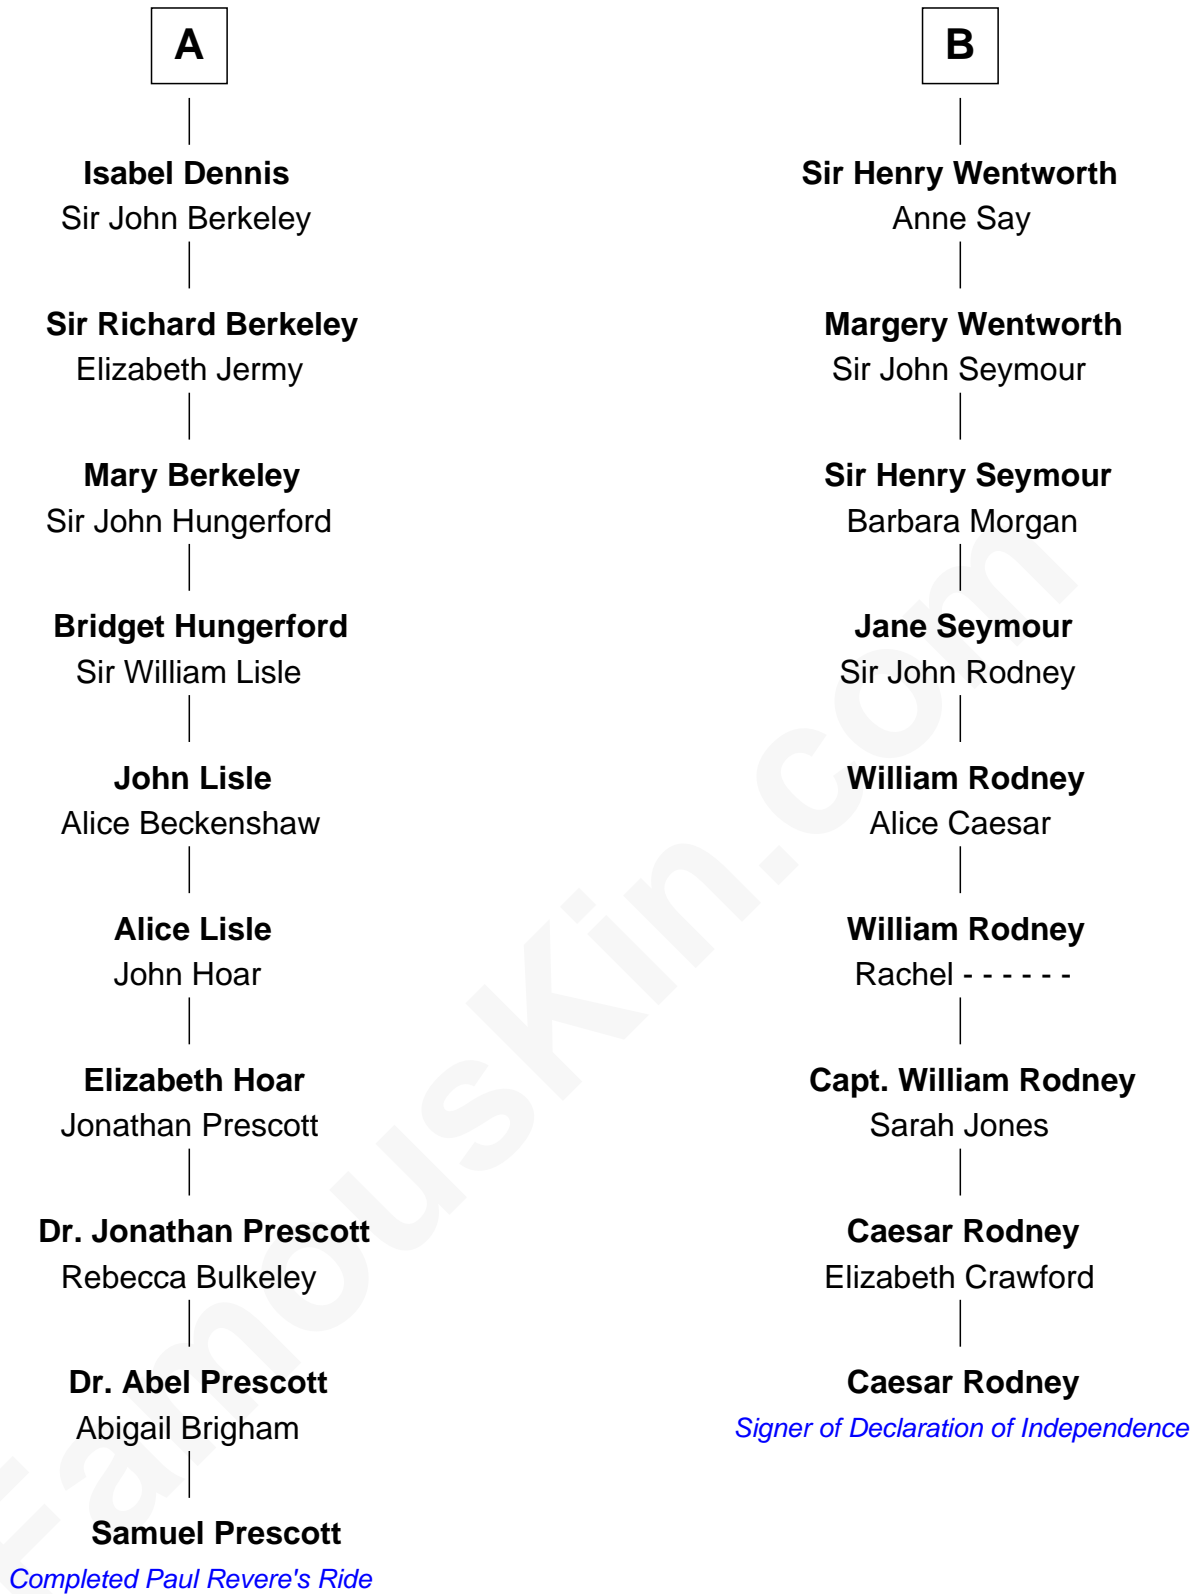 A
Isabel Dennis
Sir John Berkeley
Sir Richard Berkeley
Elizabeth Jermy
Mary Berkeley
Sir John Hungerford
Bridget Hungerford
Sir William Lisle
John Lisle
Alice Beckenshaw
Alice Lisle
John Hoar
Elizabeth Hoar
Jonathan Prescott
Dr. Jonathan Prescott
Rebecca Bulkeley
Dr. Abel Prescott
Abigail Brigham
Samuel Prescott
Completed Paul Revere's Ride
B
Sir Henry Wentworth
Anne Say
Margery Wentworth
Sir John Seymour
Sir Henry Seymour
Barbara Morgan
Jane Seymour
Sir John Rodney
William Rodney
Alice Caesar
William Rodney
Rachel - - - - - -
Capt. William Rodney
Sarah Jones
Caesar Rodney
Elizabeth Crawford
Caesar Rodney
Signer of Declaration of Independence
FamousKin.com